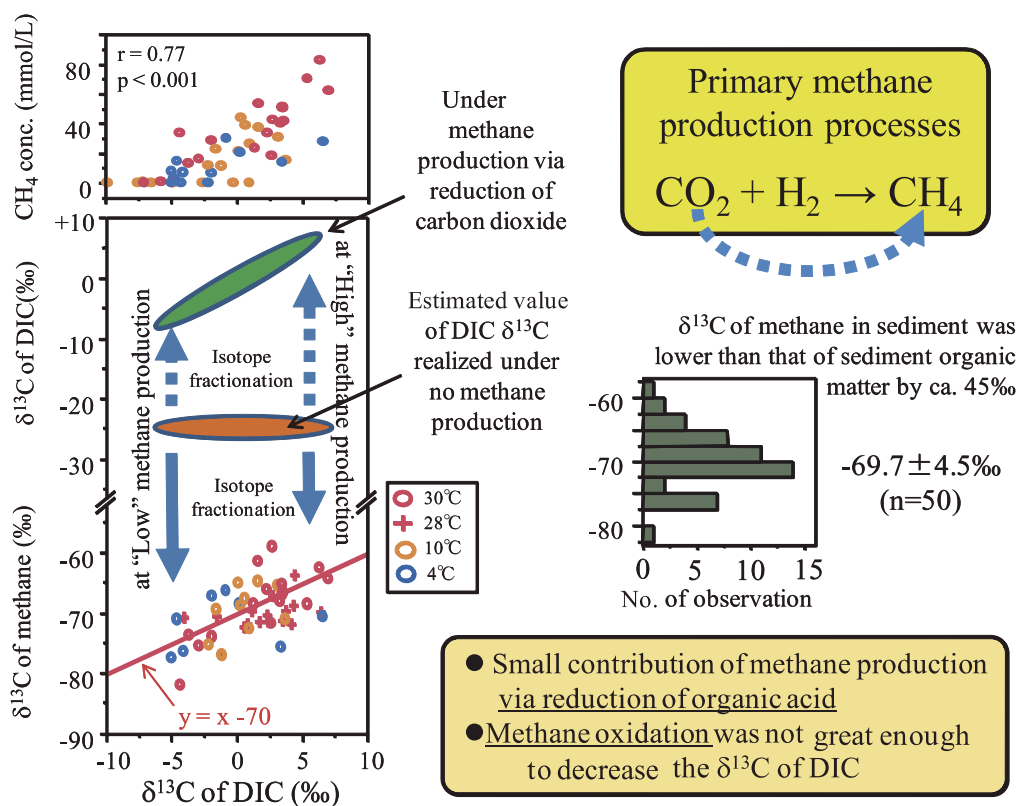 r = 0.77
p < 0.001
CH₄ conc. (mmol/L)
80
40
0
Under
methane
production via
reduction of
carbon dioxide
Primary methane
production processes
CO₂ + H₂ → CH₄
δ¹³C of DIC(‰)
+10
0
-10
-20
-30
at "Low" methane production
at "High" methane production
Isotope
fractionation
Isotope
fractionation
Estimated value
of DIC δ¹³C
realized under
no methane
production
δ¹³C of methane in sediment was
lower than that of sediment organic
matter by ca. 45‰
-60
-70
-80
0 5 10 15
No. of observation
-69.7±4.5‰
(n=50)
30℃
28℃
10℃
4℃
δ¹³C of methane (‰)
-60
-70
-80
-90
y = x -70
-10 -5 0 5 10
δ¹³C of DIC (‰)
● Small contribution of methane production
via reduction of organic acid
●Methane oxidation was not great enough
to decrease the δ¹³C of DIC